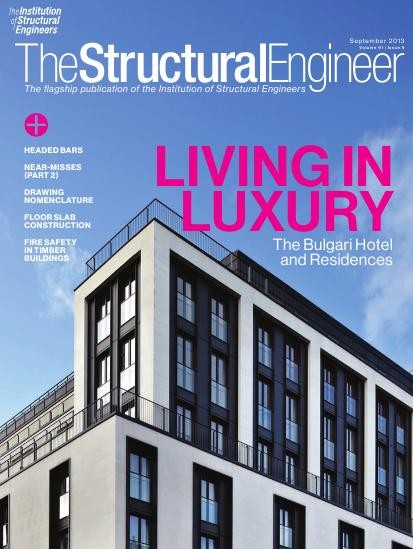 The Institution
of Structural
Engineers
September 2013
Volume 91 | Issue 9
TheStructuralEngineer
The flagship publication of the Institution of Structural Engineers
HEADED BARS
NEAR-MISSES
(PART 2)
DRAWING
NOMENCLATURE
FLOOR SLAB
CONSTRUCTION
FIRE SAFETY
IN TIMBER
BUILDINGS
LIVING IN
LUXURY
The Bulgari Hotel
and Residences